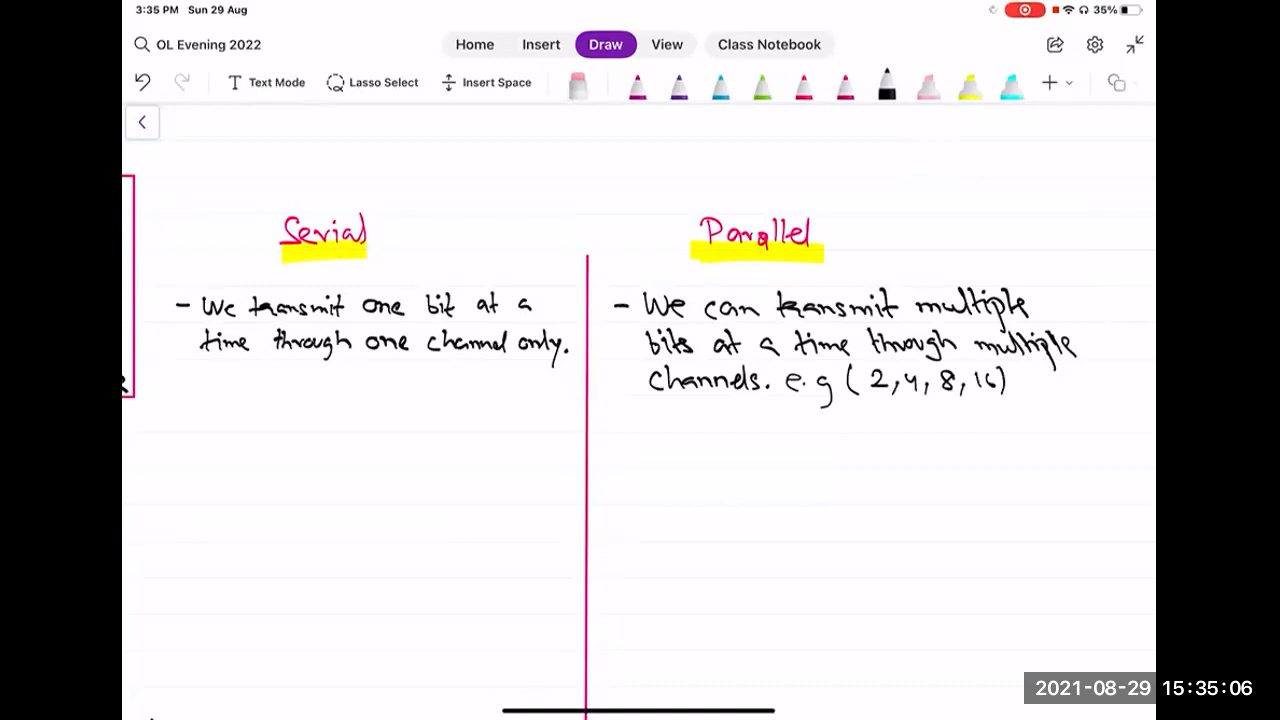 3:35 PM Sun 29 Aug
35%
OL Evening 2022
Home Insert Draw View Class Notebook
Text Mode Lasso Select Insert Space
Serial
- We transmit one bit at a
time through one channel only.
Parallel
- We can transmit multiple
bits at a time through multiple
channels. e.g ( 2, 4, 8, 16)
2021-08-29 15:35:06